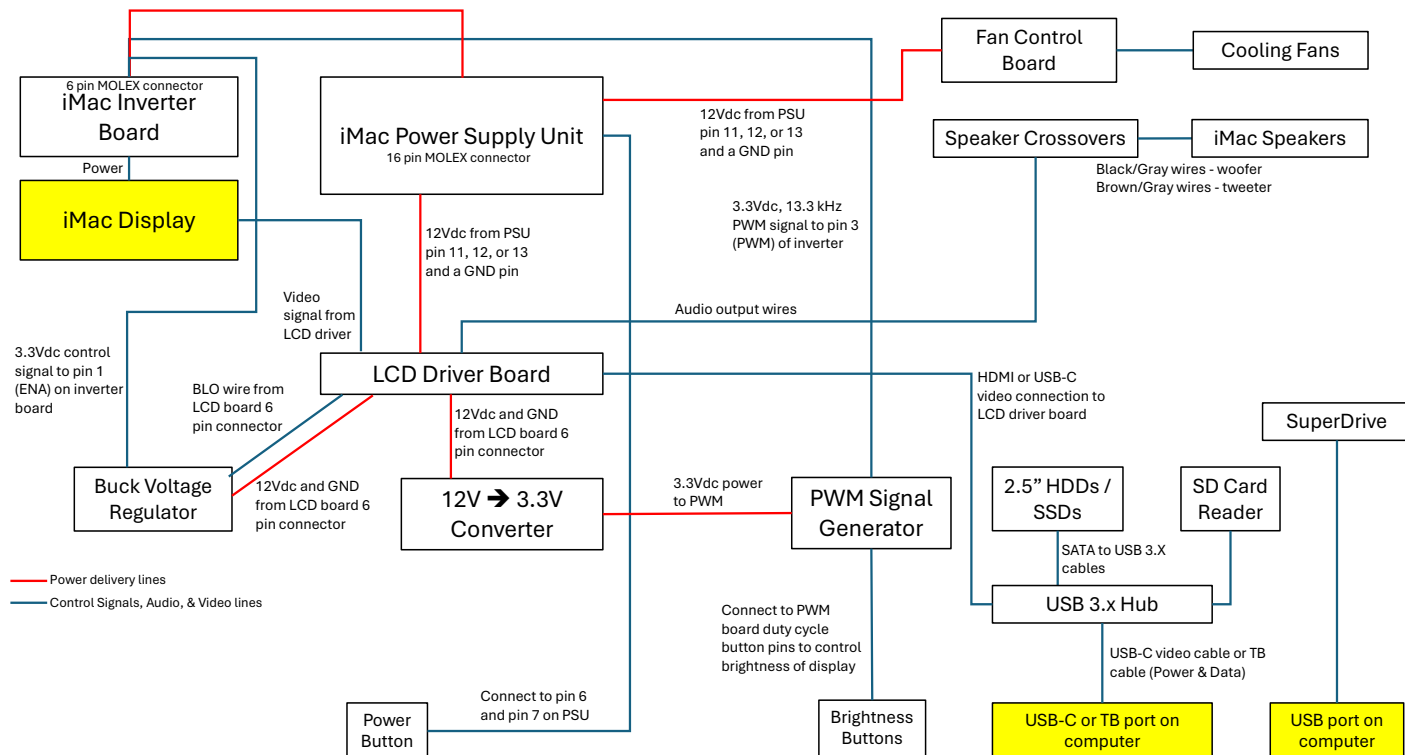 Fan Control
Board
Cooling Fans
6 pin MOLEX connector
iMac Inverter
Board
iMac Power Supply Unit
16 pin MOLEX connector
12Vdc from PSU
pin 11, 12, or 13
and a GND pin
Speaker Crossovers
iMac Speakers
Black/Gray wires - woofer
Brown/Gray wires - tweeter
Power
iMac Display
12Vdc from PSU
pin 11, 12, or 13
and a GND pin
3.3Vdc, 13.3 kHz
PWM signal to pin 3
(PWM) of inverter
Video
signal from
LCD driver
Audio output wires
3.3Vdc control
signal to pin 1
(ENA) on inverter
board
LCD Driver Board
BLO wire from
LCD board 6
pin connector
12Vdc and GND
from LCD board 6
pin connector
HDMI or USB-C
video connection to
LCD driver board
SuperDrive
Buck Voltage
Regulator
12Vdc and GND
from LCD board 6
pin connector
12V ➔ 3.3V
Converter
3.3Vdc power
to PWM
PWM Signal
Generator
2.5” HDDs /
SSDs
SD Card
Reader
SATA to USB 3.X
cables
Power delivery lines
Control Signals, Audio, & Video lines
USB 3.x Hub
Connect to PWM
board duty cycle
button pins to control
brightness of display
USB-C video cable or TB
cable (Power & Data)
Connect to pin 6
and pin 7 on PSU
Power
Button
Brightness
Buttons
USB-C or TB port on
computer
USB port on
computer